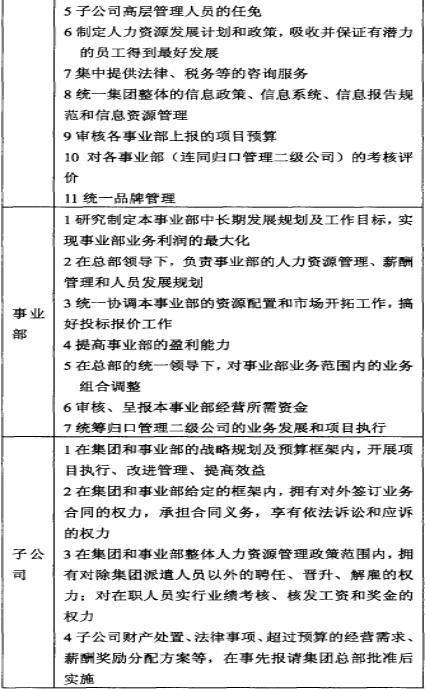 5 子公司高层管理人员的任免
6 制定人力资源发展计划和政策，吸收并保证有潜力
的员工得到最好发展
7 集中提供法律、税务等的咨询服务
8 统一集团整体的信息政策、信息系统、信息报告规
范和信息资源管理
9 审核各事业部上报的项目预算
10 对各事业部（连同归口管理二级公司）的考核评
价
11 统一品牌管理
事业
部
1 研究制定本事业部中长期发展规划及工作目标，实
现事业部业务利润的最大化
2 在总部领导下，负责事业部的人力资源管理、薪酬
管理和人员发展规划
3 统一协调本事业部的资源配置和市场开拓工作，搞
好投标报价工作
4 提高事业部的盈利能力
5 在总部的统一领导下，对事业部业务范围内的业务
组合调整
6 审核、呈报本事业部经营所需资金
7 统筹归口管理二级公司的业务发展和项目执行
子公
司
1 在集团和事业部的战略规划及预算框架内，开展项
目执行、改进管理、提高效益
2 在集团和事业部给定的框架内，拥有对外签订业务
合同的权力，承担合同义务，享有依法诉讼和应诉
的权力
3 在集团和事业部整体人力资源管理政策范围内，拥
有对除集团派遣人员以外的聘任、晋升、解雇的权
力；对在职人员实行业绩考核、核发工资和奖金的
权力
4 子公司财产处置、法律事项、超过预算的经营需求、
薪酬奖励分配方案等，在事先报请集团总部批准后
实施